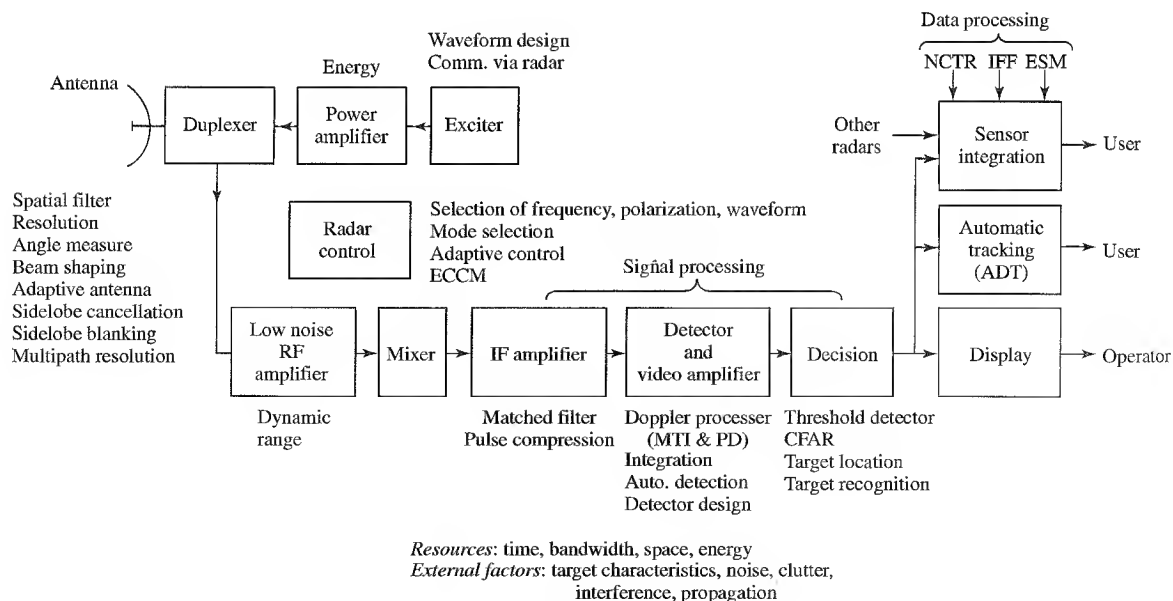 Data processing
NCTR IFF ESM
Waveform design
Comm. via radar
Energy
Antenna
Duplexer
Power
amplifier
Exciter
Other
radars
Sensor
integration
User
Spatial filter
Resolution
Angle measure
Beam shaping
Adaptive antenna
Sidelobe cancellation
Sidelobe blanking
Multipath resolution
Radar
control
Selection of frequency, polarization, waveform
Mode selection
Adaptive control
ECCM
Automatic
tracking
(ADT)
User
Signal processing
Low noise
RF
amplifier
Mixer
IF amplifier
Detector
and
video amplifier
Decision
Display
Operator
Dynamic
range
Matched filter
Pulse compression
Doppler processer
(MTI & PD)
Integration
Auto. detection
Detector design
Threshold detector
CFAR
Target location
Target recognition
Resources: time, bandwidth, space, energy
External factors: target characteristics, noise, clutter,
interference, propagation